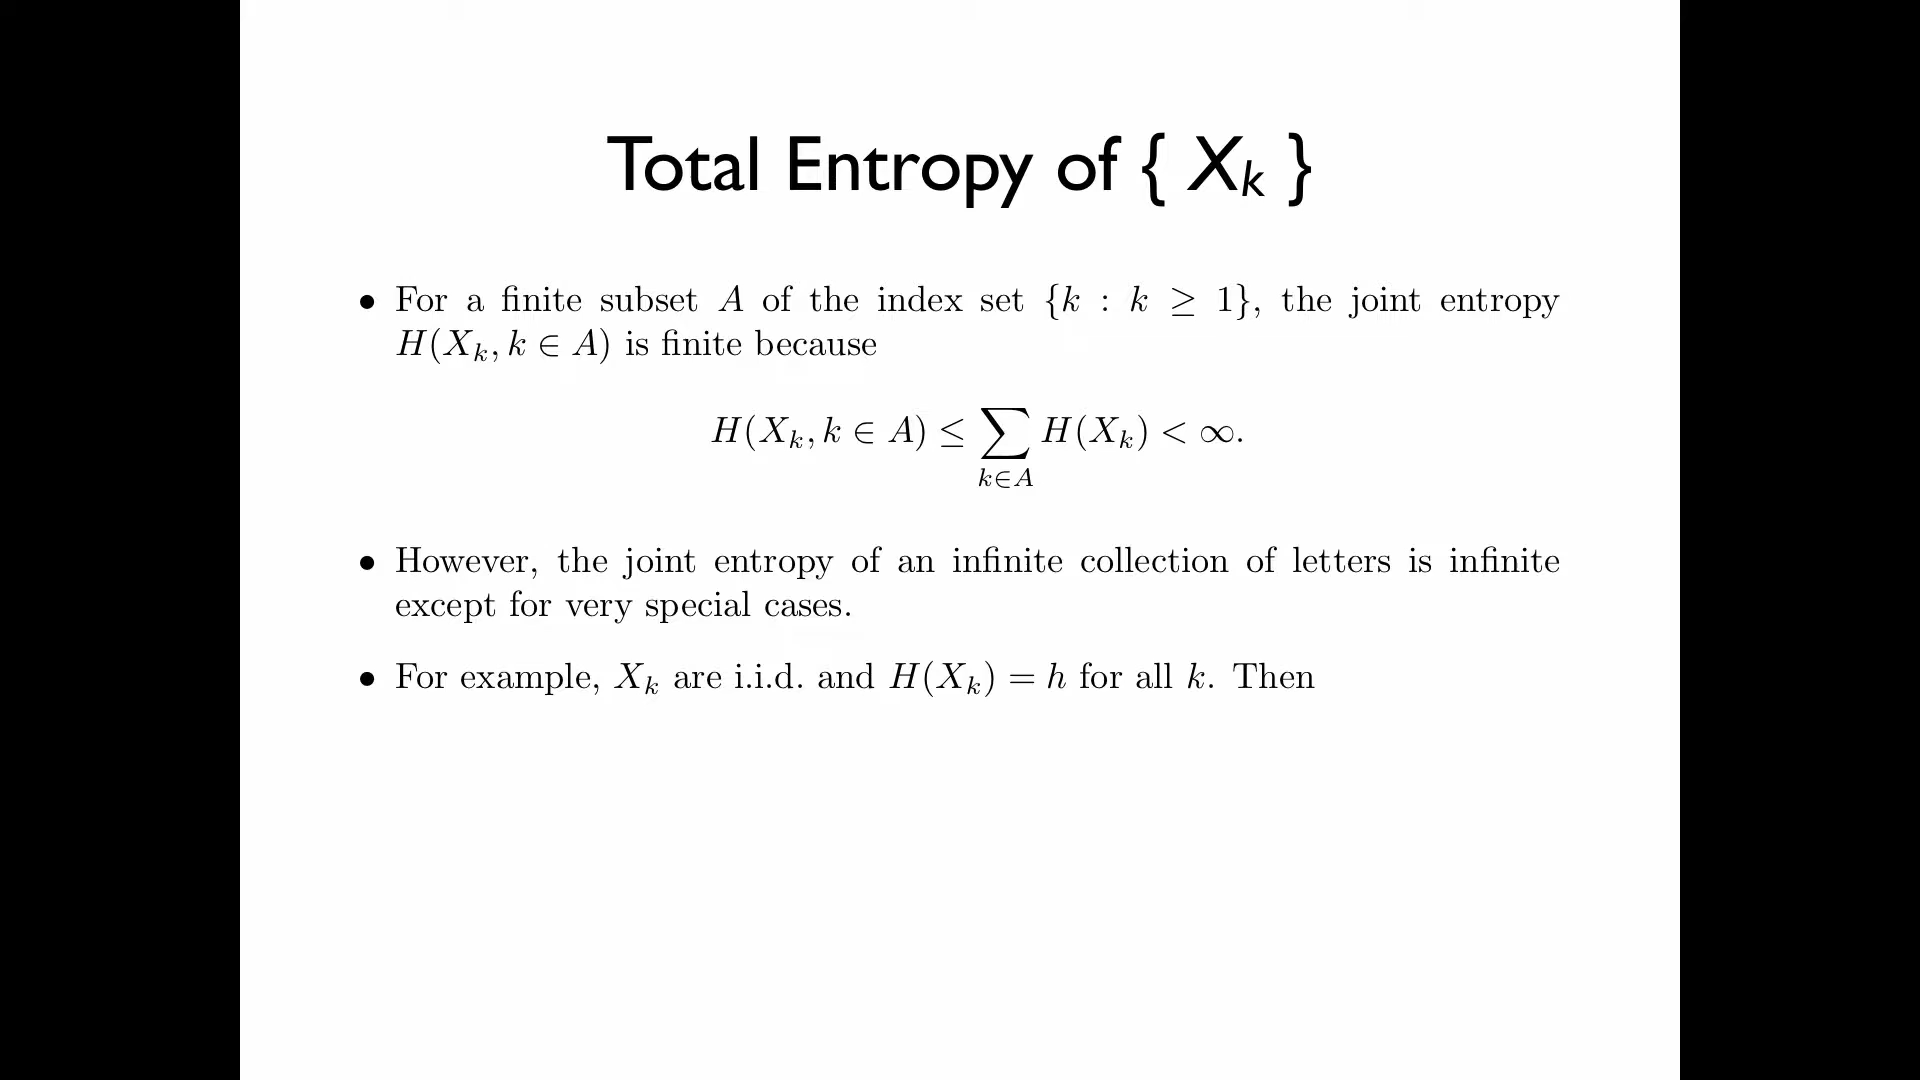 Total Entropy of { Xₖ }
• For a finite subset A of the index set {k : k ≥ 1}, the joint entropy
H(Xₖ, k ∈ A) is finite because
H(Xₖ, k ∈ A) ≤ ∑_{k∈A} H(Xₖ) < ∞.
• However, the joint entropy of an infinite collection of letters is infinite
except for very special cases.
• For example, Xₖ are i.i.d. and H(Xₖ) = h for all k. Then